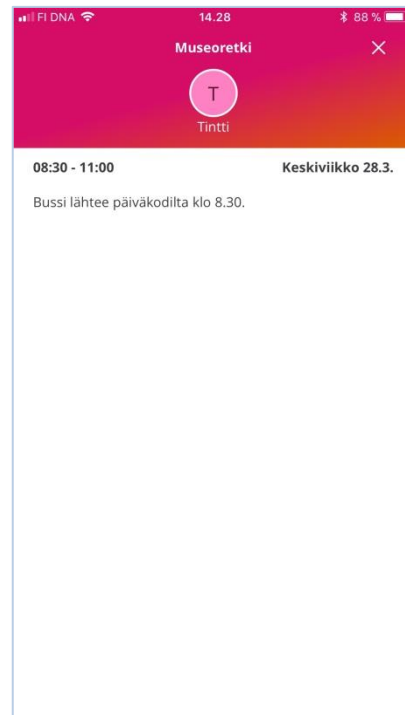 FI DNA 14.28 88 %
Museoretki
T
Tintti
08:30 - 11:00 Keskiviikko 28.3.
Bussi lähtee päiväkodilta klo 8.30.